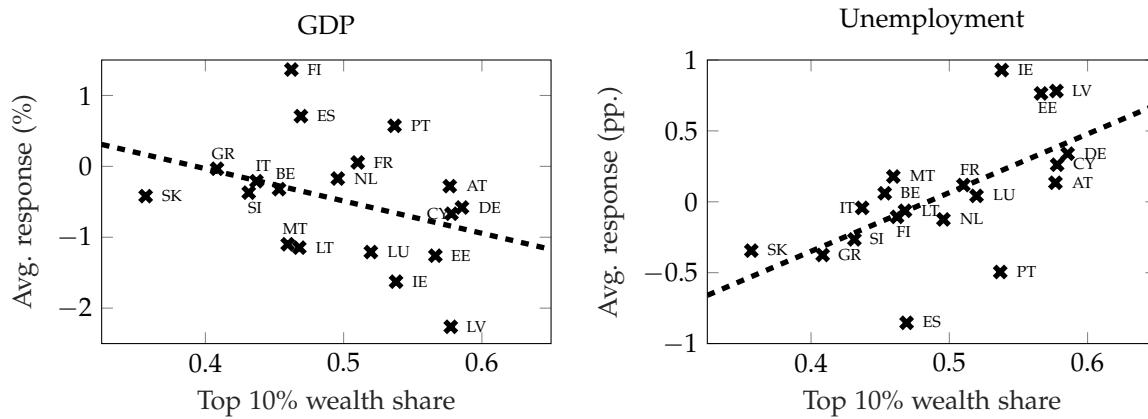 GDP
Avg. response (%)
1
0
−1
−2
0.4
0.5
0.6
Top 10% wealth share
FI
ES
PT
GR
IT
BE
FR
NL
SK
SI
AT
CY
DE
MT
LT
LU
EE
IE
LV
Unemployment
Avg. response (pp.)
1
0.5
0
−0.5
−1
0.4
0.5
0.6
Top 10% wealth share
IE
LV
EE
DE
CY
MT
FR
AT
BE
LU
IT
LT
FI
NL
SI
SK
GR
PT
ES